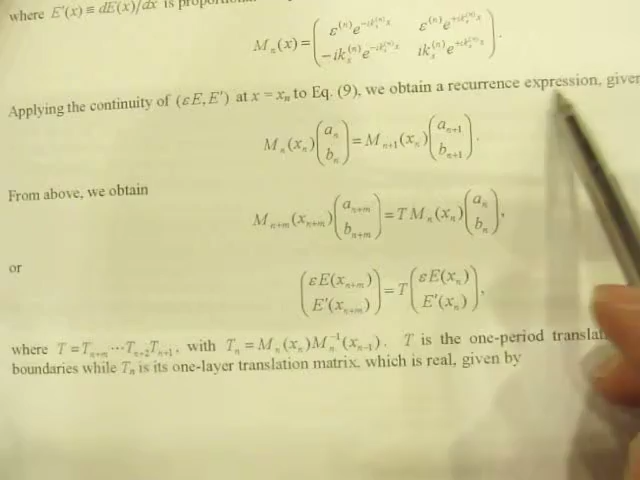 where E'(x) ≡ dE(x)/dx is
M_n(x) = ( ε^(n) e^{-ik_x^(n) x}  ε^(n) e^{+ik_x^(n) x} ; -ik_x^(n) e^{-ik_x^(n) x}  ik_x^(n) e^{+ik_x^(n) x} ).
Applying the continuity of (εE, E') at x = x_n to Eq. (9), we obtain a recurrence expression,
M_n(x_n) ( a_n ; b_n ) = M_{n+1}(x_n) ( a_{n+1} ; b_{n+1} ).
From above, we obtain
M_{n+m}(x_{n+m}) ( a_{n+m} ; b_{n+m} ) = T M_n(x_n) ( a_n ; b_n ),
or
( εE(x_{n+m}) ; E'(x_{n+m}) ) = T ( εE(x_n) ; E'(x_n) ),
where T = T_{n+m} ⋯ T_{n+2} T_{n+1}, with T_n = M_n(x_n) M_n^{-1}(x_{n-1}). T is the one-period
boundaries while T_n is its one-layer translation matrix, which is real, given by